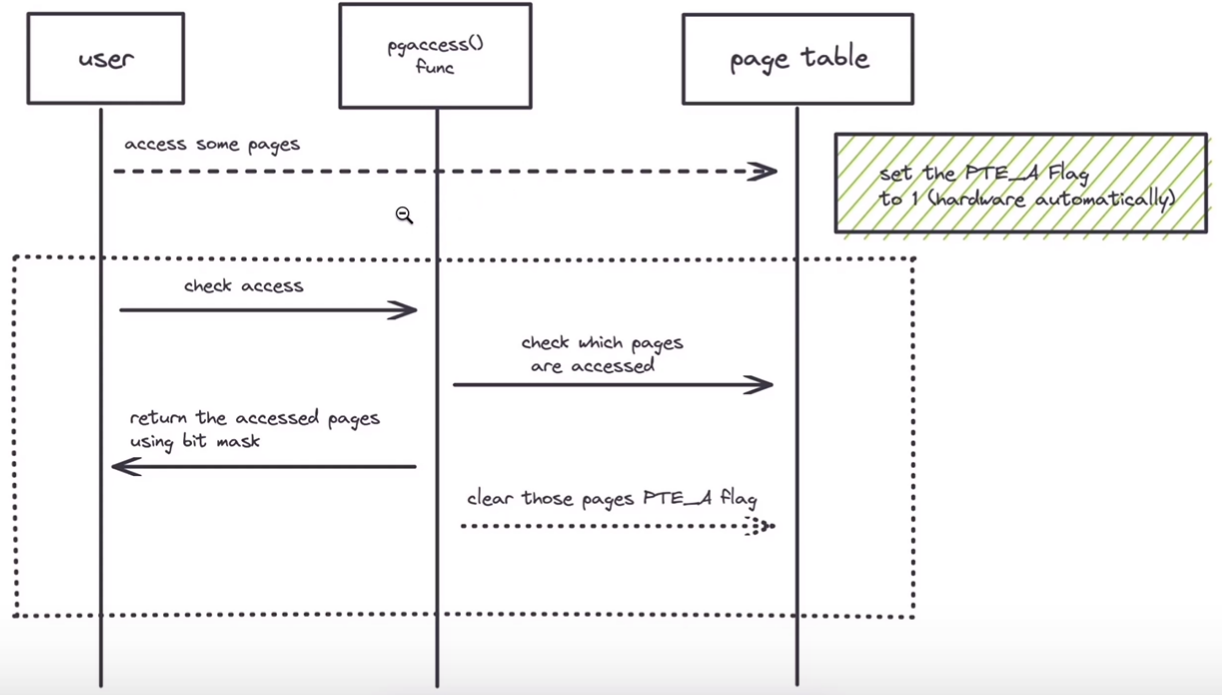 user
pgaccess()
func
page table
access some pages
set the PTE_A Flag
to 1 (hardware automatically)
check access
check which pages
are accessed
return the accessed pages
using bit mask
clear those pages PTE_A flag